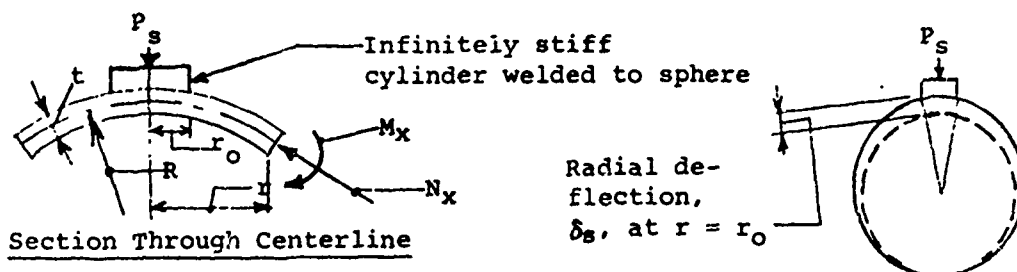 P_s
t
Infinitely stiff
cylinder welded to sphere
M_x
r_o
R
r
N_x
Section Through Centerline
P_s
Radial de-
flection,
δ_s, at r = r_o